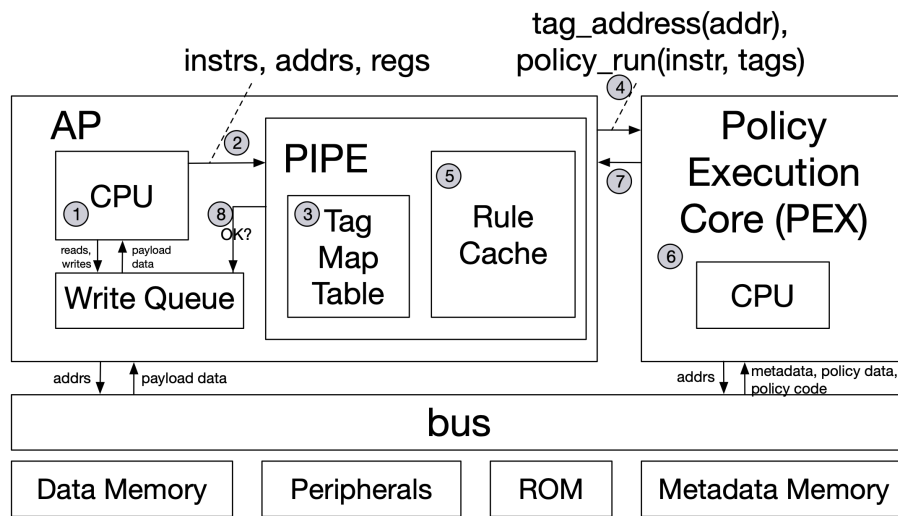 tag_address(addr),
instrs, addrs, regs
policy_run(instr, tags)
4
AP
2
PIPE
CPU
1
8
OK?
3
Tag
Map
Table
5
Rule
Cache
7
Policy
Execution
Core (PEX)
6
CPU
reads,
writes
payload
data
Write Queue
addrs
payload data
addrs
metadata, policy data,
policy code
bus
Data Memory
Peripherals
ROM
Metadata Memory